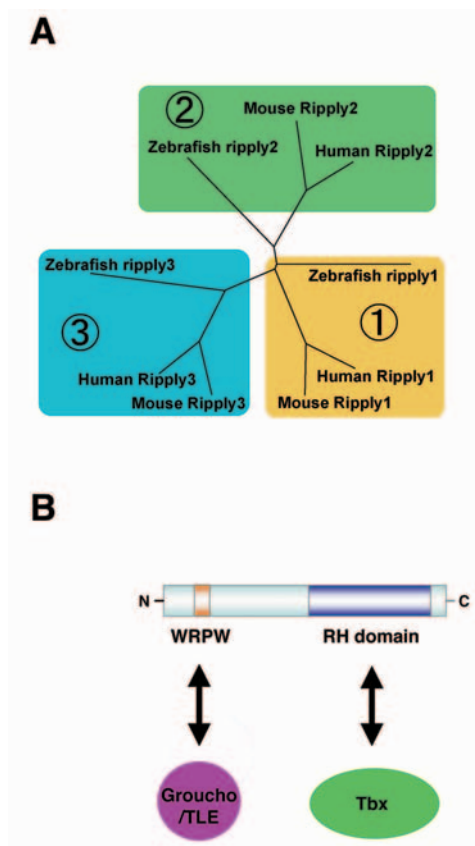 A
②
Mouse Ripply2
Zebrafish ripply2
Human Ripply2
Zebrafish ripply3
Zebrafish ripply1
③
①
Human Ripply3
Human Ripply1
Mouse Ripply3
Mouse Ripply1
B
N
C
WRPW
RH domain
Groucho
/TLE
Tbx